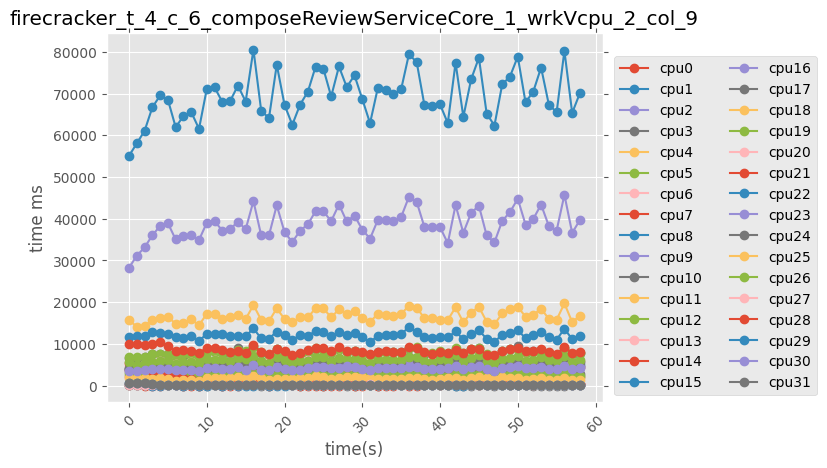 firecracker_t_4_c_6_composeReviewServiceCore_1_wrkVcpu_2_col_9
time ms
80000
70000
60000
50000
40000
30000
20000
10000
0
0 10 20 30 40 50 60
time(s)
cpu0
cpu1
cpu2
cpu3
cpu4
cpu5
cpu6
cpu7
cpu8
cpu9
cpu10
cpu11
cpu12
cpu13
cpu14
cpu15
cpu16
cpu17
cpu18
cpu19
cpu20
cpu21
cpu22
cpu23
cpu24
cpu25
cpu26
cpu27
cpu28
cpu29
cpu30
cpu31